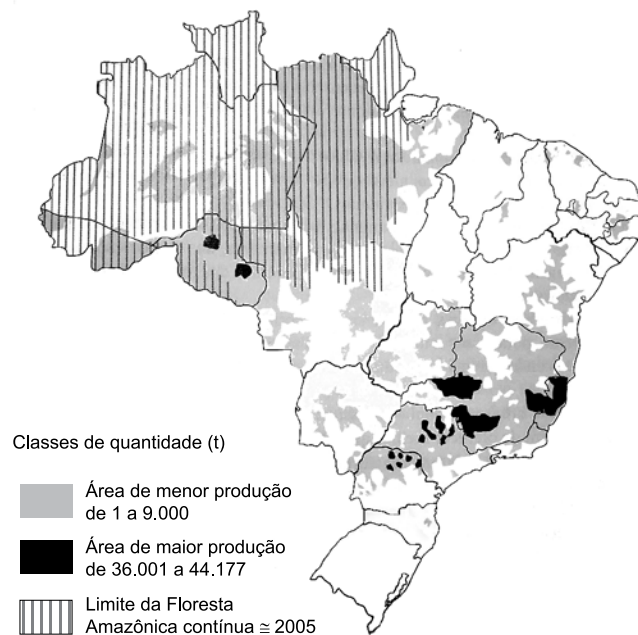 Classes de quantidade (t)
Área de menor produção
de 1 a 9.000
Área de maior produção
de 36.001 a 44.177
Limite da Floresta
Amazônica contínua ≅ 2005